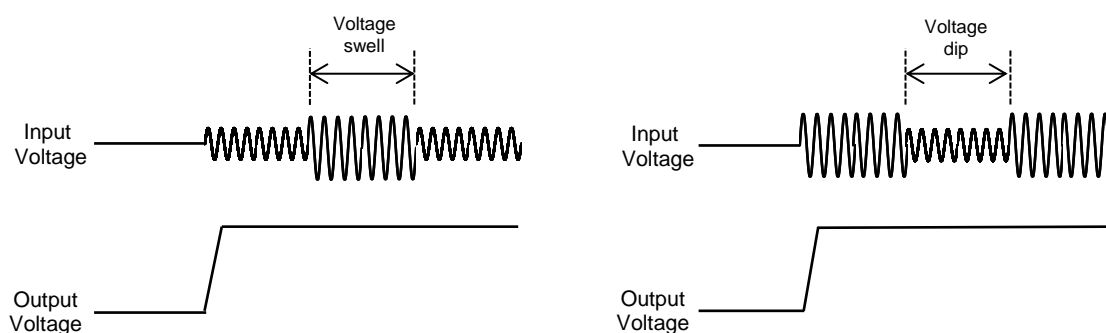 Voltage
swell
Input
Voltage
Output
Voltage
Voltage
dip
Input
Voltage
Output
Voltage